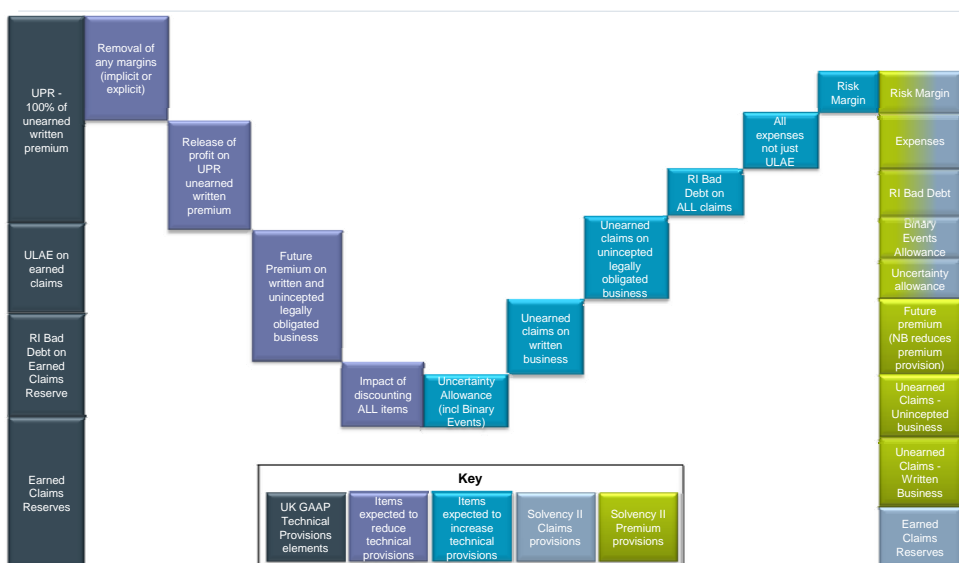 UPR -
100% of
unearned
written
premium
ULAE on
earned
claims
RI Bad
Debt on
Earned
Claims
Reserve
Earned
Claims
Reserves
Removal of
any margins
(implicit or
explicit)
Release of
profit on
UPR
unearned
written
premium
Future
Premium on
written and
unincepted
legally
obligated
business
Impact of
discounting
ALL items
Uncertainty
Allowance
(incl Binary
Events)
Unearned
claims on
written
business
Unearned
claims on
unincepted
legally
obligated
business
RI Bad
Debt on
ALL claims
All
expenses
not just
ULAE
Risk
Margin
Risk Margin
Expenses
RI Bad Debt
Binary
Events
Allowance
Uncertainty
allowance
Future
premium
(NB reduces
premium
provision)
Unearned
Claims -
Unincepted
business
Unearned
Claims -
Written
Business
Earned
Claims
Reserves
Key
UK GAAP
Technical
Provisions
elements
Items
expected to
reduce
technical
provisions
Items
expected to
increase
technical
provisions
Solvency II
Claims
provisions
Solvency II
Premium
provisions